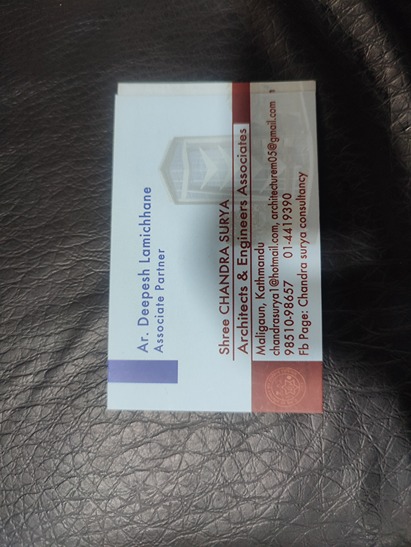 Ar. Deepesh Lamichhane
Associate Partner
Shree CHANDRA SURYA
Architects & Engineers Associates
Maligaun, Kathmandu
chandrasurya1@hotmail.com, architecturem05@gmail.com
98510-98657 01-4419390
Fb Page: Chandra surya consultancy